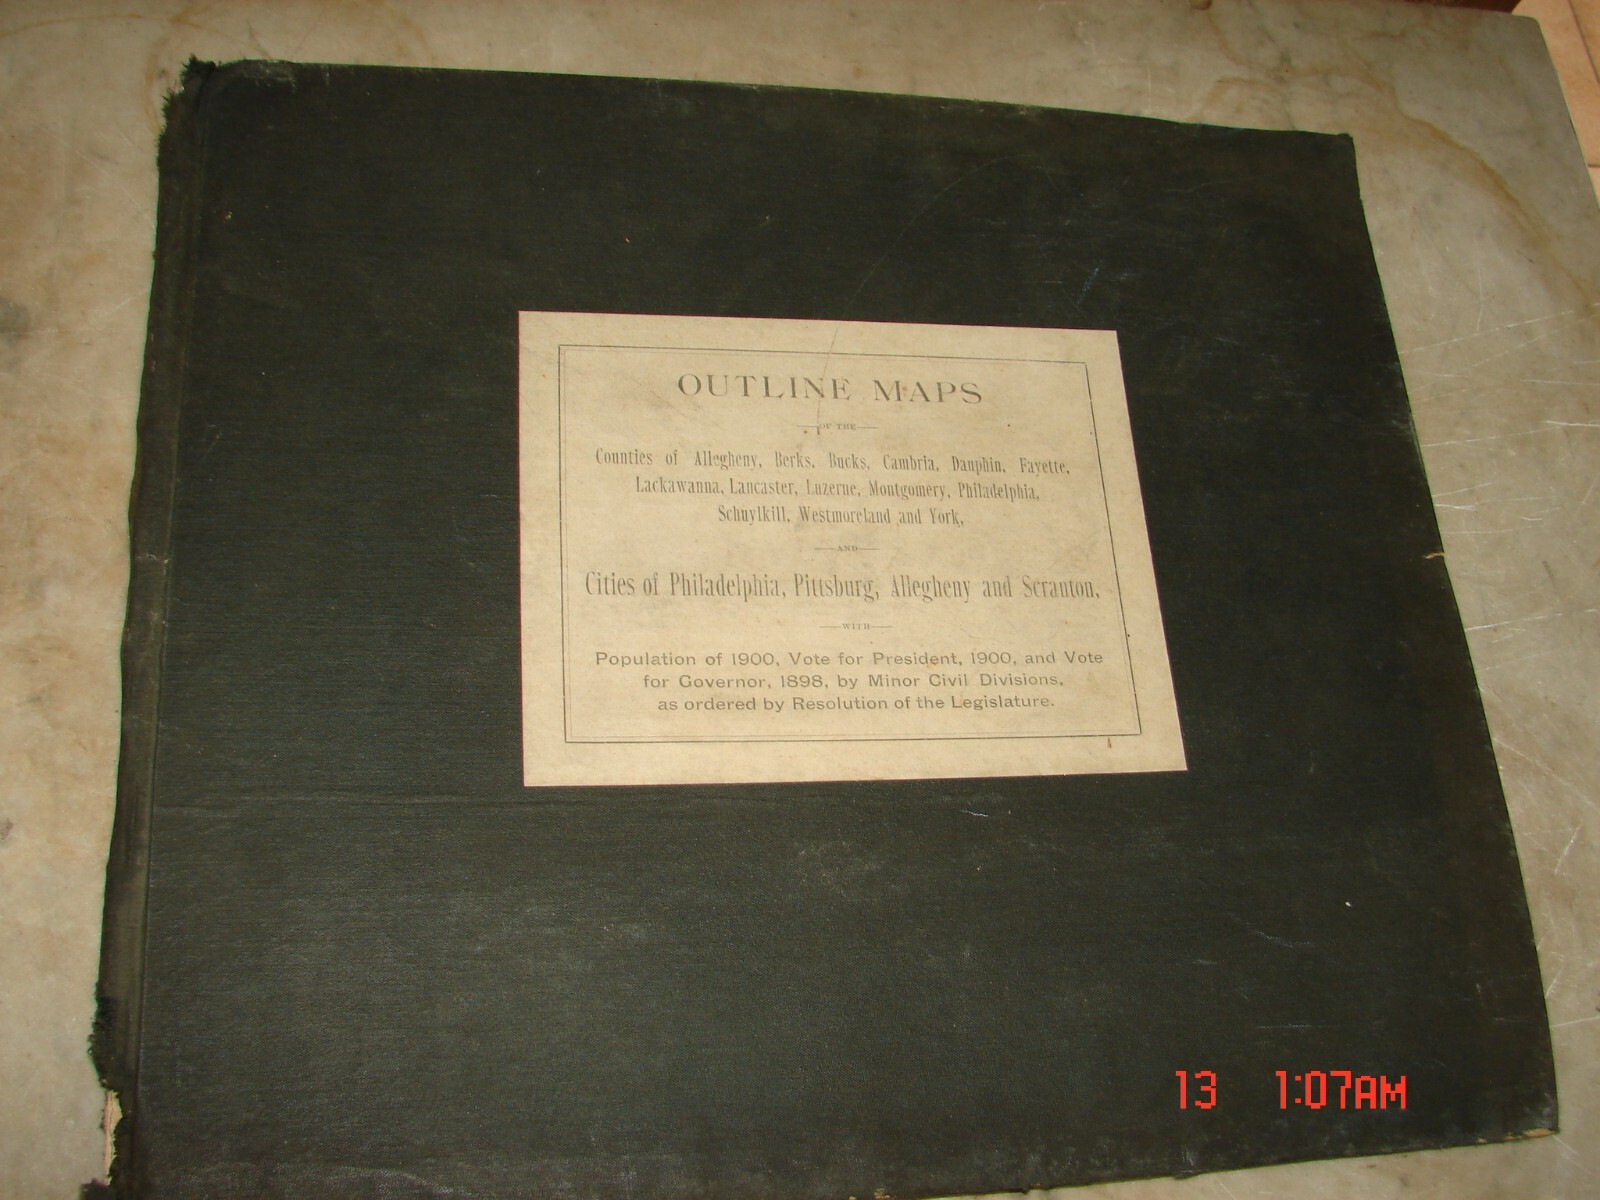 OUTLINE MAPS
OF THE
Counties of Allegheny, Berks, Bucks, Cambria, Dauphin, Fayette,
Lackawanna, Lancaster, Luzerne, Montgomery, Philadelphia,
Schuylkill, Westmoreland and York,
AND
Cities of Philadelphia, Pittsburg, Allegheny and Scranton,
WITH
Population of 1900, Vote for President, 1900, and Vote
for Governor, 1898, by Minor Civil Divisions,
as ordered by Resolution of the Legislature.
13 1:07AM